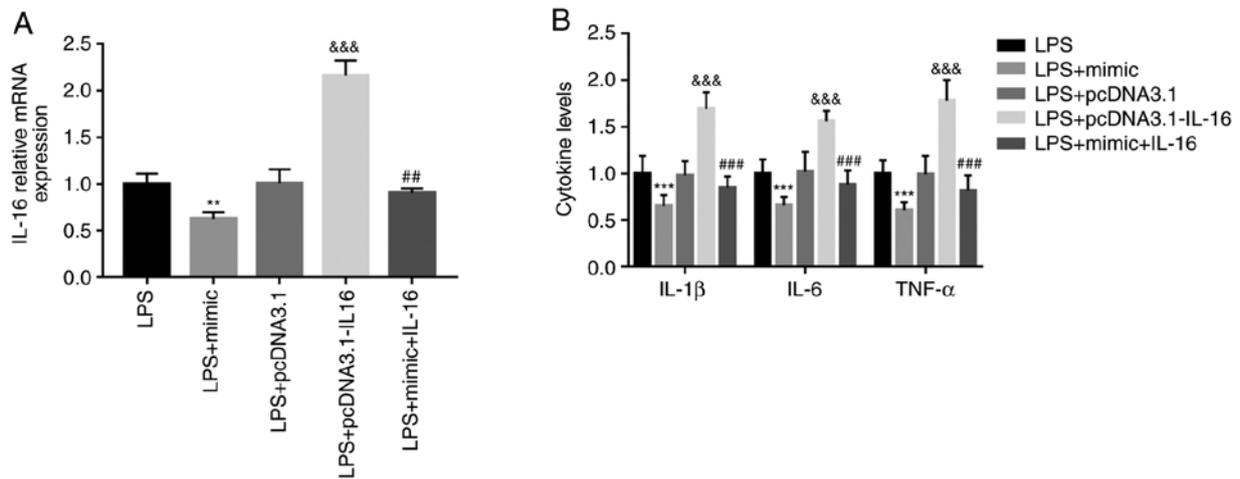 A
IL-16 relative mRNA
expression
2.5
2.0
1.5
1.0
0.5
0.0
**
&&&
##
LPS
LPS+mimic
LPS+pcDNA3.1
LPS+pcDNA3.1-IL16
LPS+mimic+IL-16
B
Cytokine levels
2.5
2.0
1.5
1.0
0.5
0.0
*** &&& ###
*** &&& ###
*** &&& ###
IL-1β IL-6 TNF-α
LPS
LPS+mimic
LPS+pcDNA3.1
LPS+pcDNA3.1-IL-16
LPS+mimic+IL-16